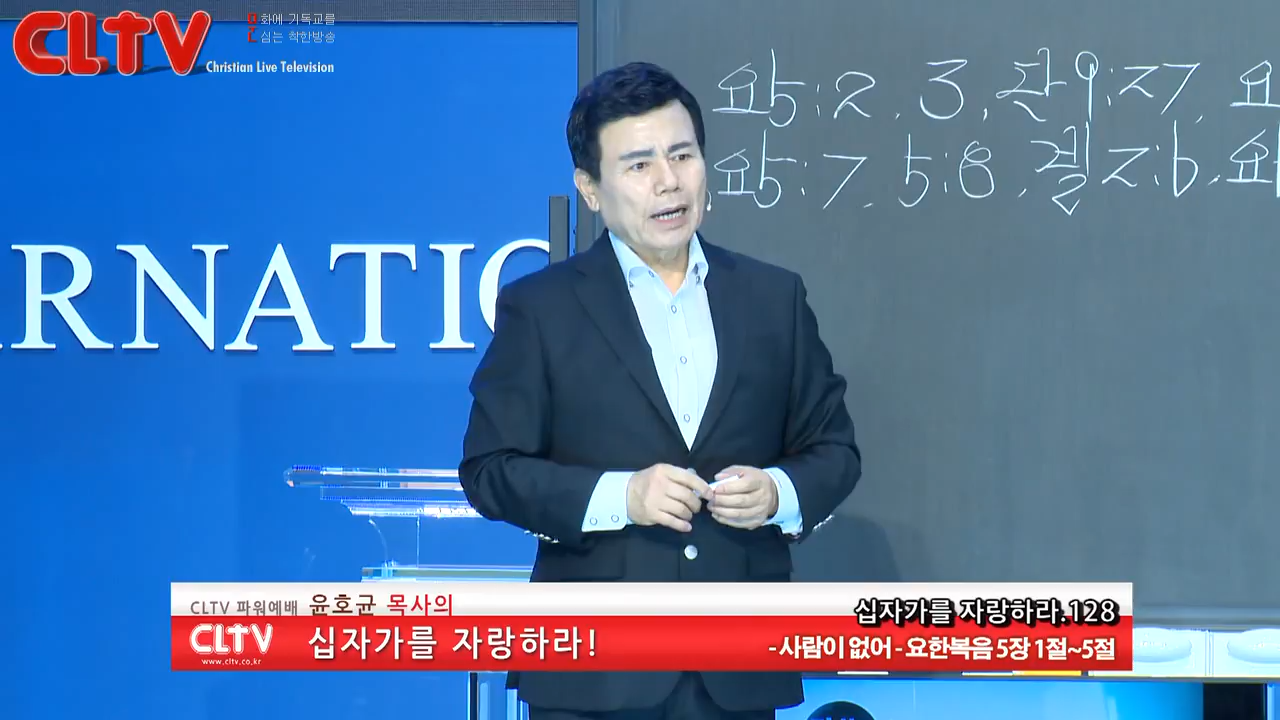 CLTV
문화에 기독교를
심는 착한방송
Christian Live Television
요5:2, 3, 잔9:27, 요
요5:7, 5:8, 겔2:6, 요
RNATIO
CLTV 파워예배 윤호균 목사의
십자가를 자랑하라.128
CLTV
www.cltv.co.kr
십자가를 자랑하라!
- 사람이 없어 - 요한복음 5장 1절~5절